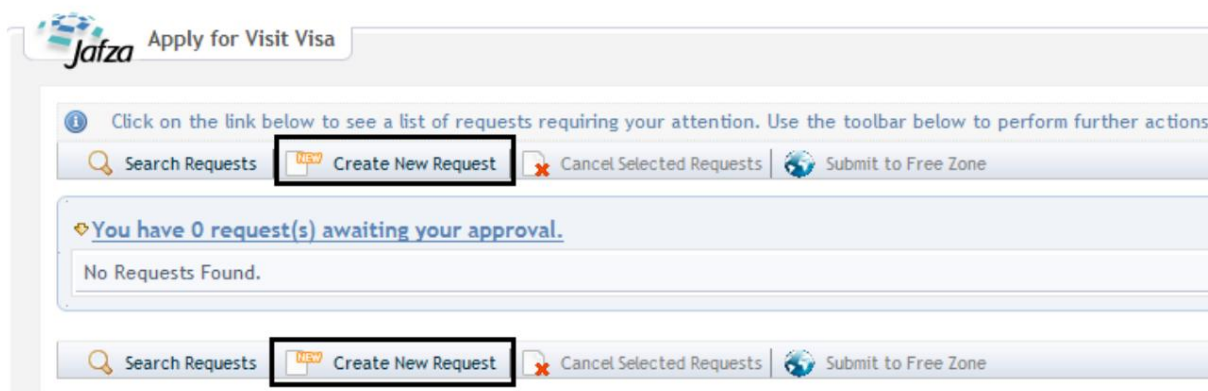 Jafza Apply for Visit Visa
Click on the link below to see a list of requests requiring your attention. Use the toolbar below to perform further actions
Search Requests NEW Create New Request Cancel Selected Requests Submit to Free Zone
You have 0 request(s) awaiting your approval.
No Requests Found.
Search Requests NEW Create New Request Cancel Selected Requests Submit to Free Zone